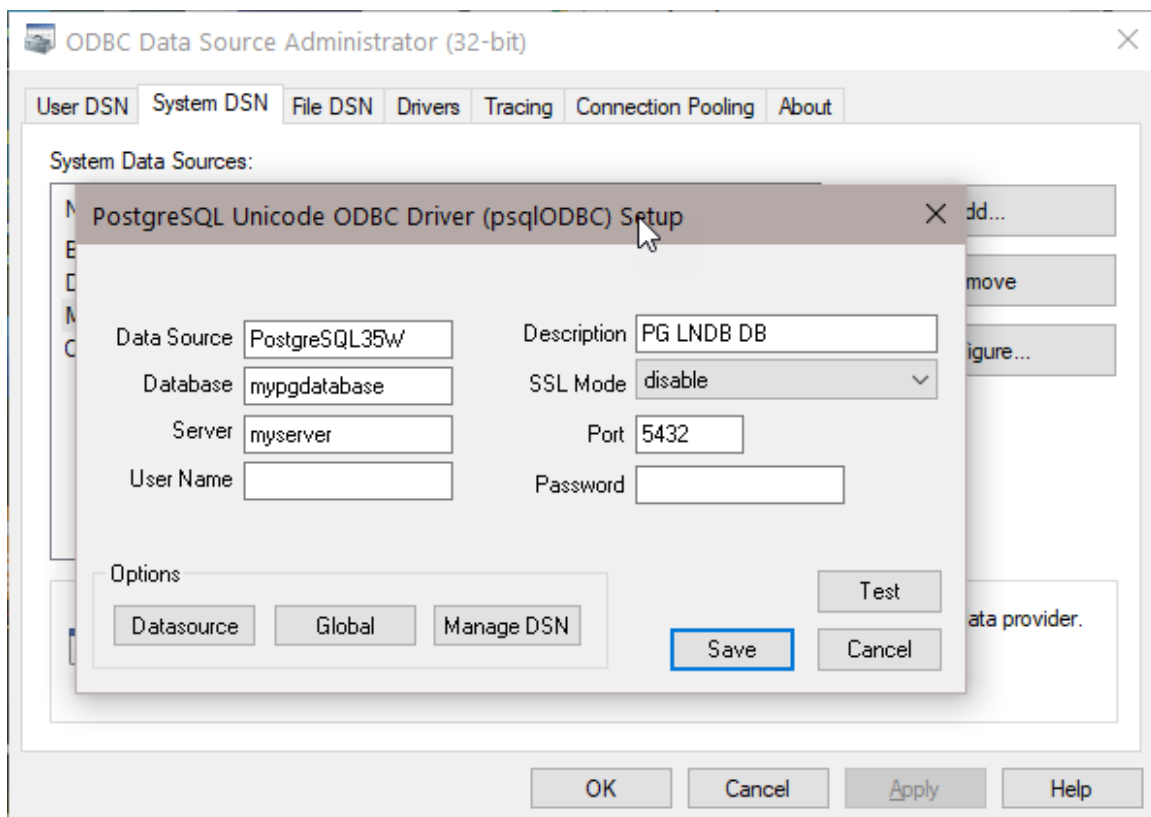 ODBC Data Source Administrator (32-bit)
User DSN System DSN File DSN Drivers Tracing Connection Pooling About
System Data Sources:
PostgreSQL Unicode ODBC Driver (psqlODBC) Setup
Data Source PostgreSQL35W Description PG LNDB DB
Database mypgdatabase SSL Mode disable
Server myserver Port 5432
User Name Password
Options
Datasource Global Manage DSN
Test
Save Cancel
ata provider.
OK Cancel Apply Help